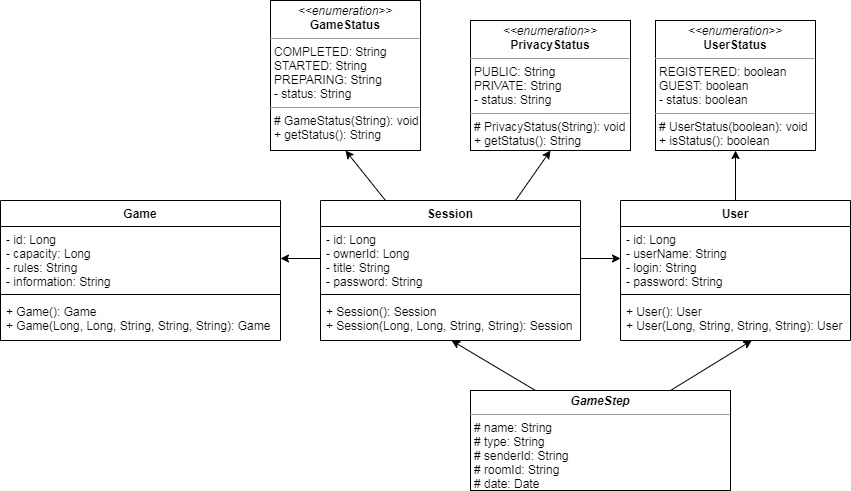 <<enumeration>>
GameStatus
COMPLETED: String
STARTED: String
PREPARING: String
- status: String
# GameStatus(String): void
+ getStatus(): String
<<enumeration>>
PrivacyStatus
PUBLIC: String
PRIVATE: String
- status: String
# PrivacyStatus(String): void
+ getStatus(): String
<<enumeration>>
UserStatus
REGISTERED: boolean
GUEST: boolean
- status: boolean
# UserStatus(boolean): void
+ isStatus(): boolean
Game
- id: Long
- capacity: Long
- rules: String
- information: String
+ Game(): Game
+ Game(Long, Long, String, String, String): Game
Session
- id: Long
- ownerId: Long
- title: String
- password: String
+ Session(): Session
+ Session(Long, Long, String, String): Session
User
- id: Long
- userName: String
- login: String
- password: String
+ User(): User
+ User(Long, String, String, String): User
GameStep
# name: String
# type: String
# senderId: String
# roomId: String
# date: Date